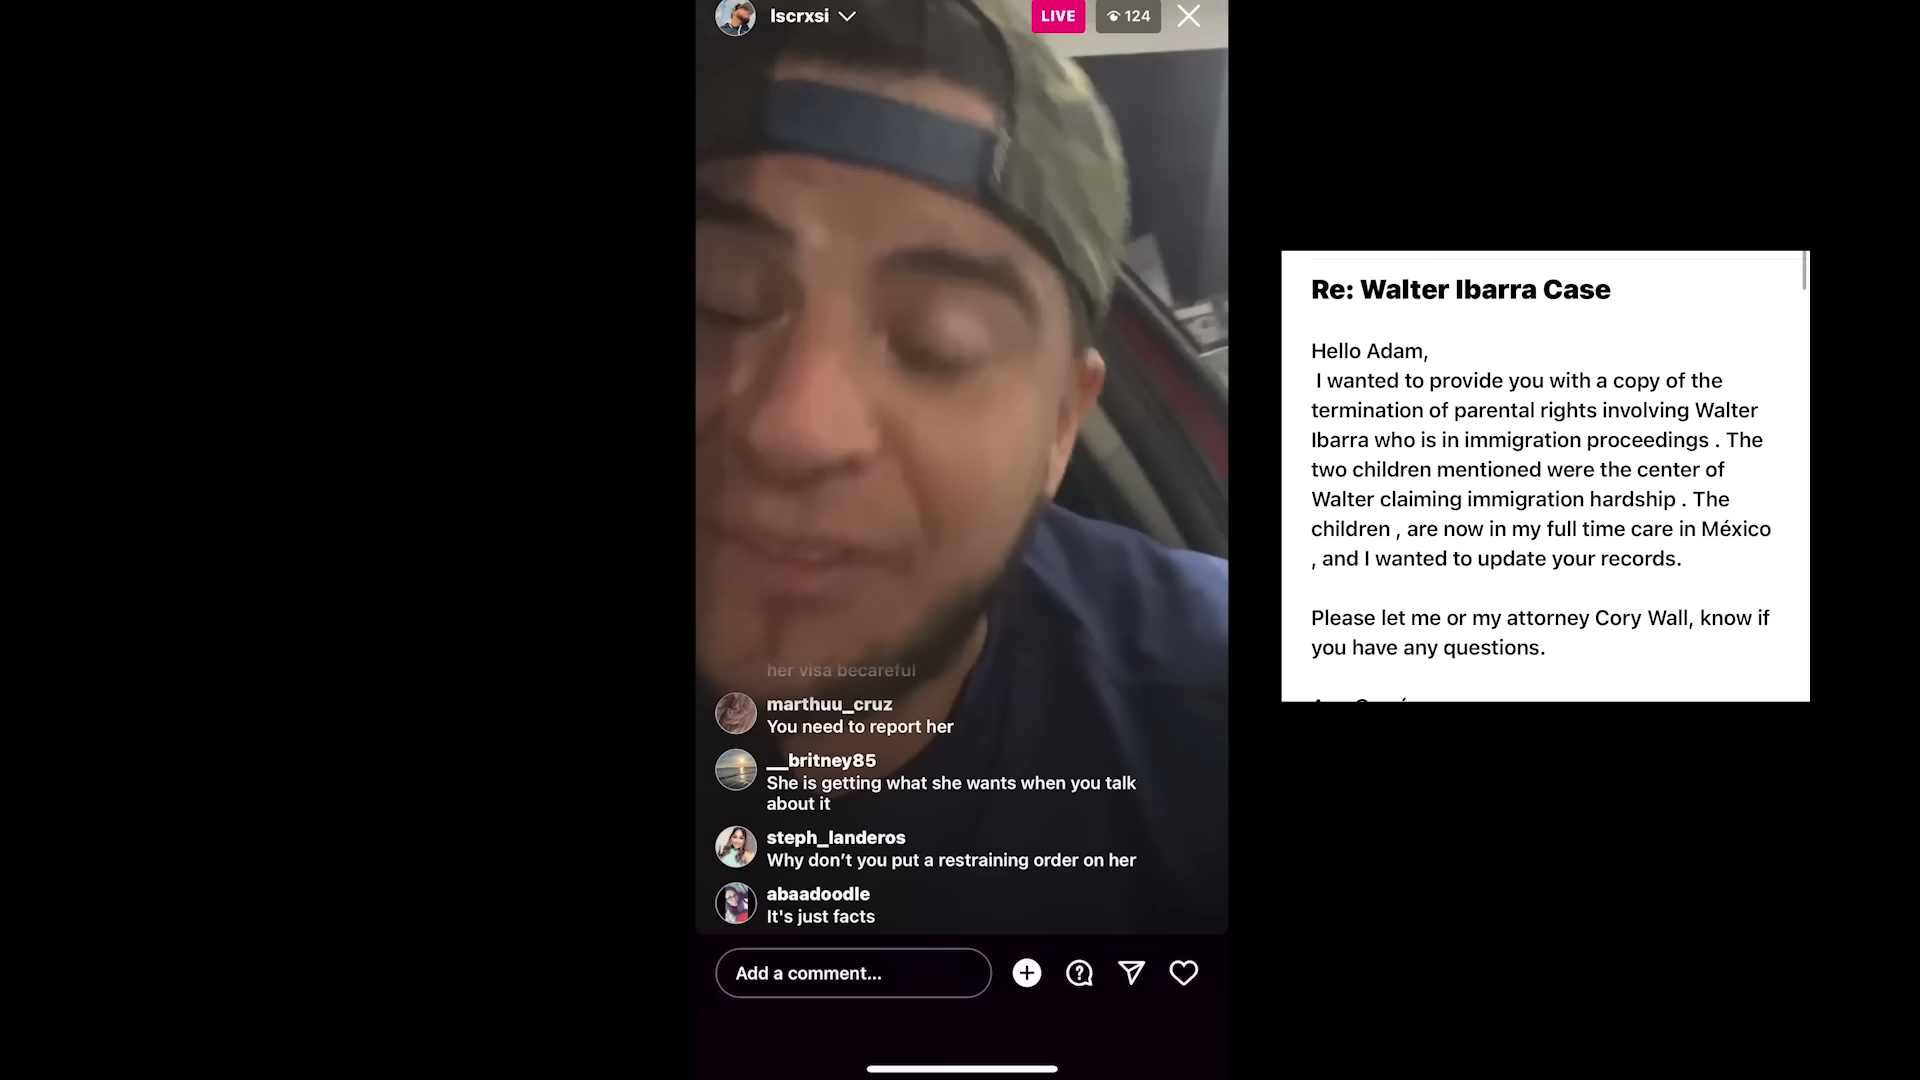 lscrxsi
LIVE
124
her visa becareful
marthuu_cruz
You need to report her
__britney85
She is getting what she wants when you talk
about it
steph_landeros
Why don’t you put a restraining order on her
abaadoodle
It's just facts
Add a comment...
Re: Walter Ibarra Case
Hello Adam,
I wanted to provide you with a copy of the
termination of parental rights involving Walter
Ibarra who is in immigration proceedings . The
two children mentioned were the center of
Walter claiming immigration hardship . The
children , are now in my full time care in México
, and I wanted to update your records.
Please let me or my attorney Cory Wall, know if
you have any questions.